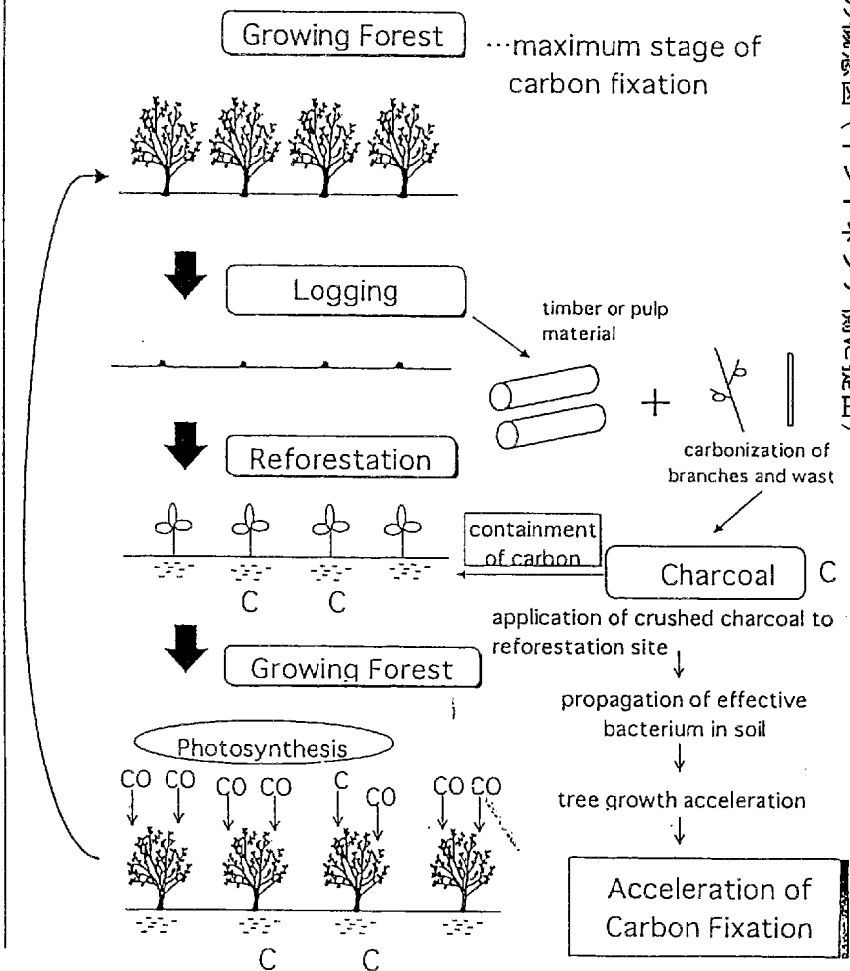 Growing Forest
…maximum stage of
carbon fixation
Logging
timber or pulp
material
+
carbonization of
branches and wast
Reforestation
containment
of carbon
Charcoal
C
C
C
application of crushed charcoal to
reforestation site
Growing Forest
propagation of effective
bacterium in soil
Photosynthesis
CO CO CO CO C CO CO CO
tree growth acceleration
Acceleration of
Carbon Fixation
C
C